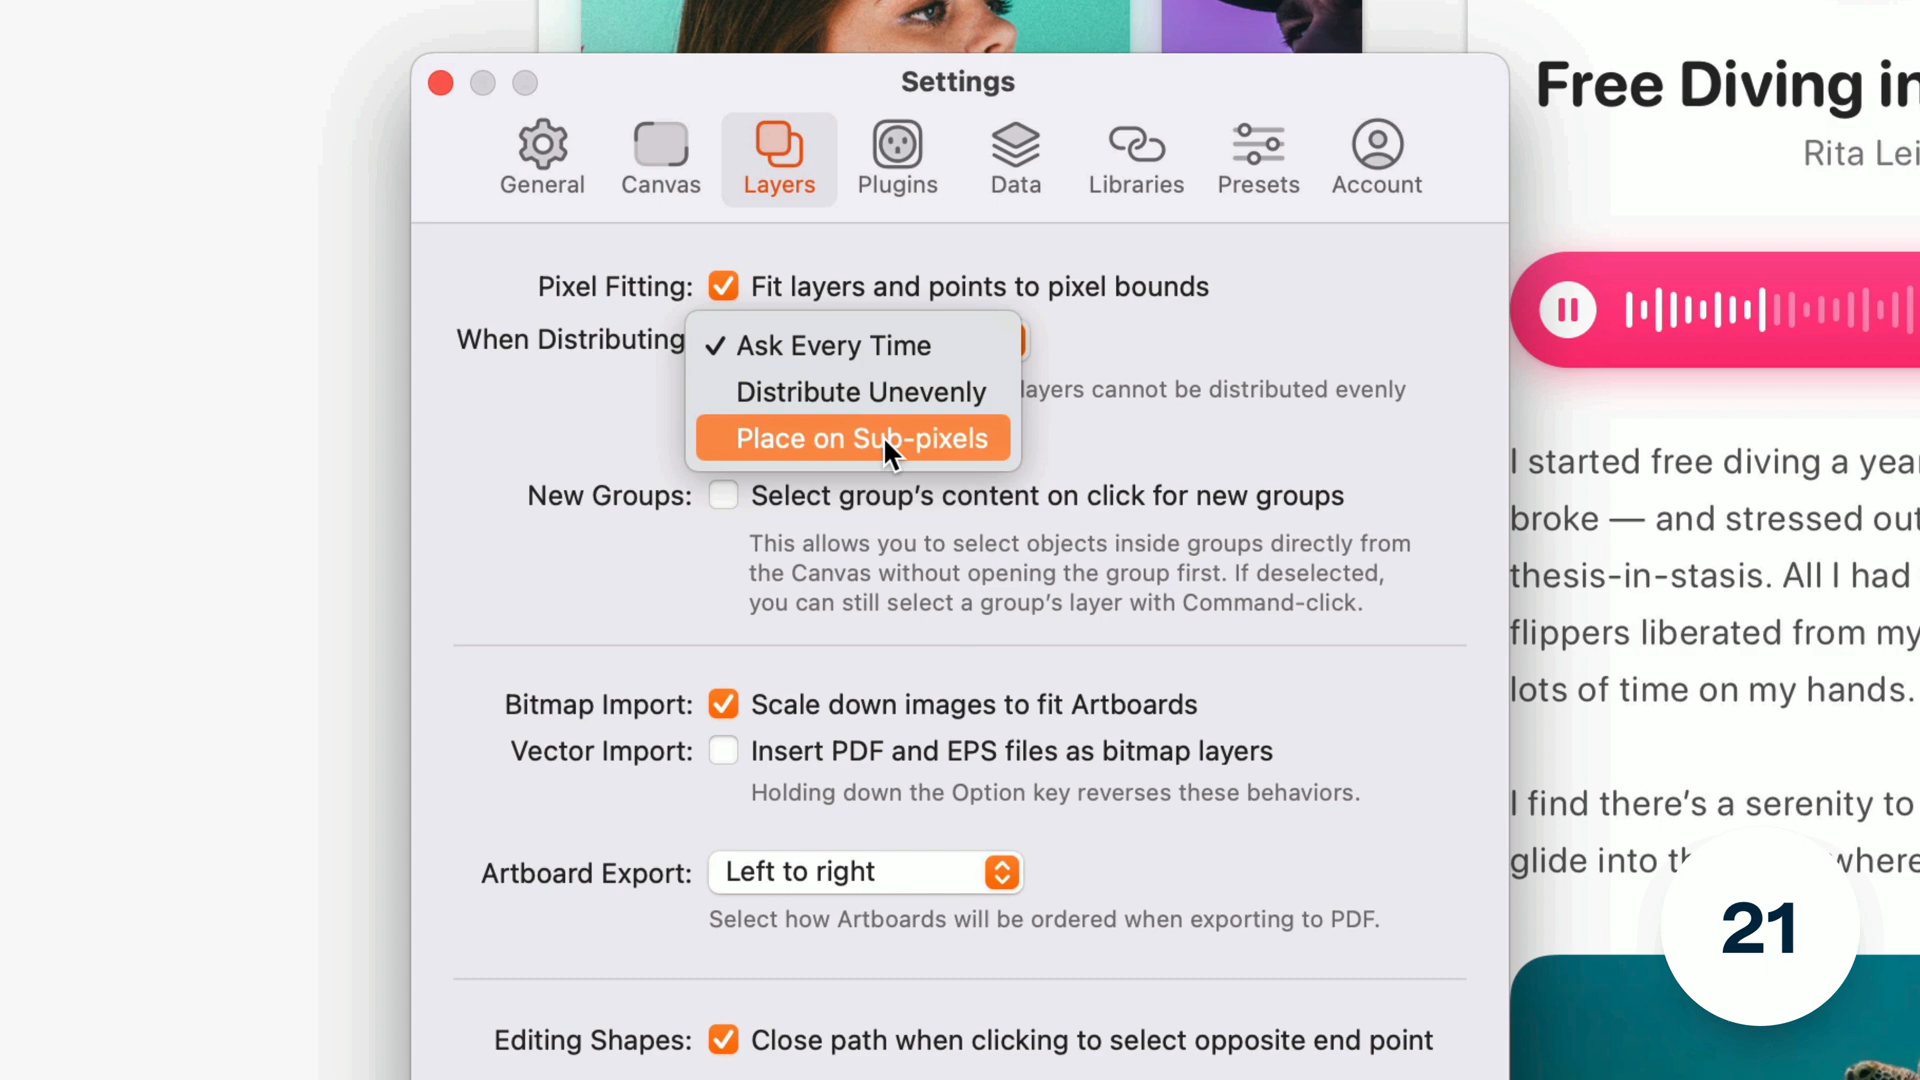 Settings
General
Canvas
Layers
Plugins
Data
Libraries
Presets
Account
Pixel Fitting:
Fit layers and points to pixel bounds
When Distributing
Ask Every Time
Distribute Unevenly
Place on Sub-pixels
layers cannot be distributed evenly
New Groups:
Select group’s content on click for new groups
This allows you to select objects inside groups directly from
the Canvas without opening the group first. If deselected,
you can still select a group’s layer with Command-click.
Bitmap Import:
Scale down images to fit Artboards
Vector Import:
Insert PDF and EPS files as bitmap layers
Holding down the Option key reverses these behaviors.
Artboard Export:
Left to right
Select how Artboards will be ordered when exporting to PDF.
Editing Shapes:
Close path when clicking to select opposite end point
Free Diving in
Rita Lei
I started free diving a year
broke — and stressed out
thesis-in-stasis. All I had
flippers liberated from my
lots of time on my hands.
I find there’s a serenity to
glide into where
21